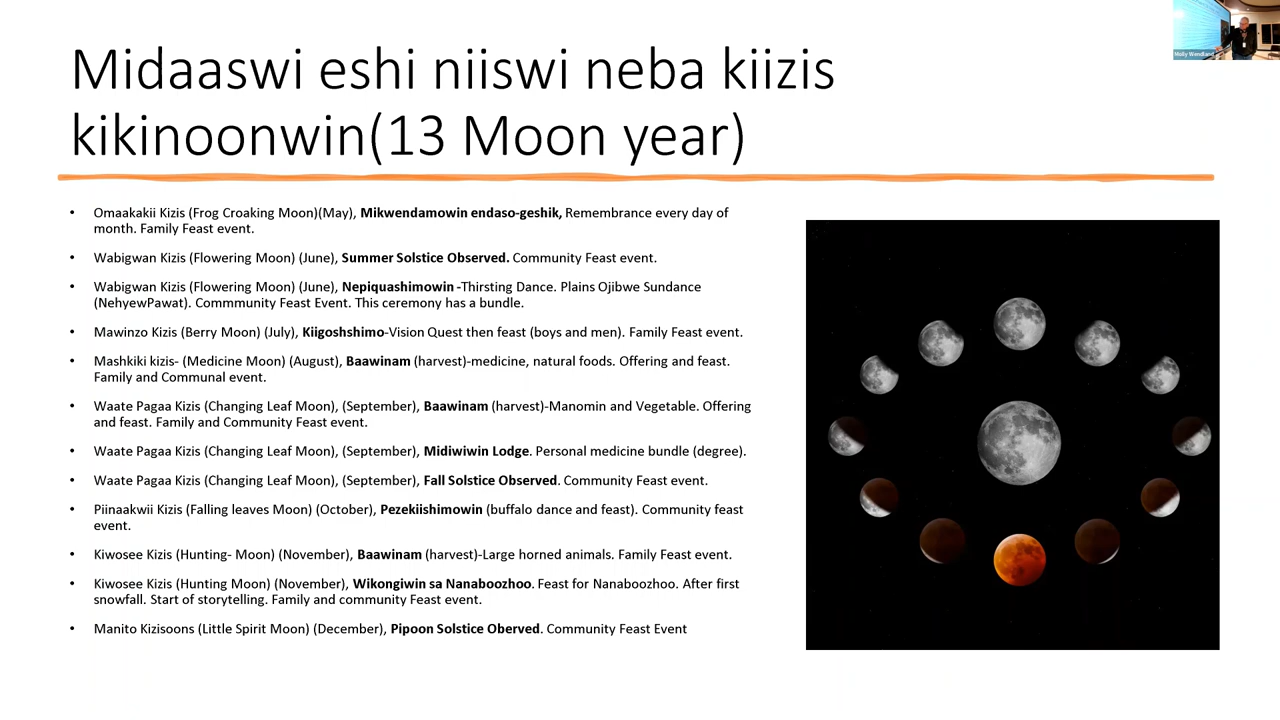 Midaaswi eshi niiswi neba kiizis
kikinoonwin(13 Moon year)
• Omaakakii Kizis (Frog Croaking Moon)(May), Mikwendamowin endaso-geshik, Remembrance every day of
month. Family Feast event.
• Wabigwan Kizis (Flowering Moon) (June), Summer Solstice Observed. Community Feast event.
• Wabigwan Kizis (Flowering Moon) (June), Nepiquashimowin -Thirsting Dance. Plains Ojibwe Sundance
(NehyewPawat). Commmunity Feast Event. This ceremony has a bundle.
• Mawinzo Kizis (Berry Moon) (July), Kiigoshshimo-Vision Quest then feast (boys and men). Family Feast event.
• Mashkiki kizis- (Medicine Moon) (August), Baawinam (harvest)-medicine, natural foods. Offering and feast.
Family and Communal event.
• Waate Pagaa Kizis (Changing Leaf Moon), (September), Baawinam (harvest)-Manomin and Vegetable. Offering
and feast. Family and Community Feast event.
• Waate Pagaa Kizis (Changing Leaf Moon), (September), Midiwiwin Lodge. Personal medicine bundle (degree).
• Waate Pagaa Kizis (Changing Leaf Moon), (September), Fall Solstice Observed. Community Feast event.
• Piinaakwii Kizis (Falling leaves Moon) (October), Pezekiishimowin (buffalo dance and feast). Community feast
event.
• Kiwosee Kizis (Hunting- Moon) (November), Baawinam (harvest)-Large horned animals. Family Feast event.
• Kiwosee Kizis (Hunting Moon) (November), Wikongiwin sa Nanaboozhoo. Feast for Nanaboozhoo. After first
snowfall. Start of storytelling. Family and community Feast event.
• Manito Kizisoons (Little Spirit Moon) (December), Pipoon Solstice Oberved. Community Feast Event
Molly Wendland